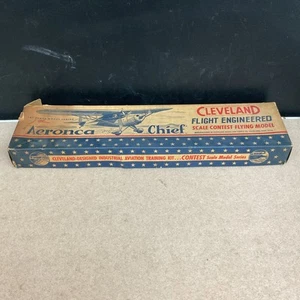 CLEVELAND
FLIGHT ENGINEERED
SCALE CONTEST FLYING MODEL
Aeronca Chief
CLEVELAND-DESIGNED INDUSTRIAL AVIATION TRAINING KIT...CONTEST Scale Model Series